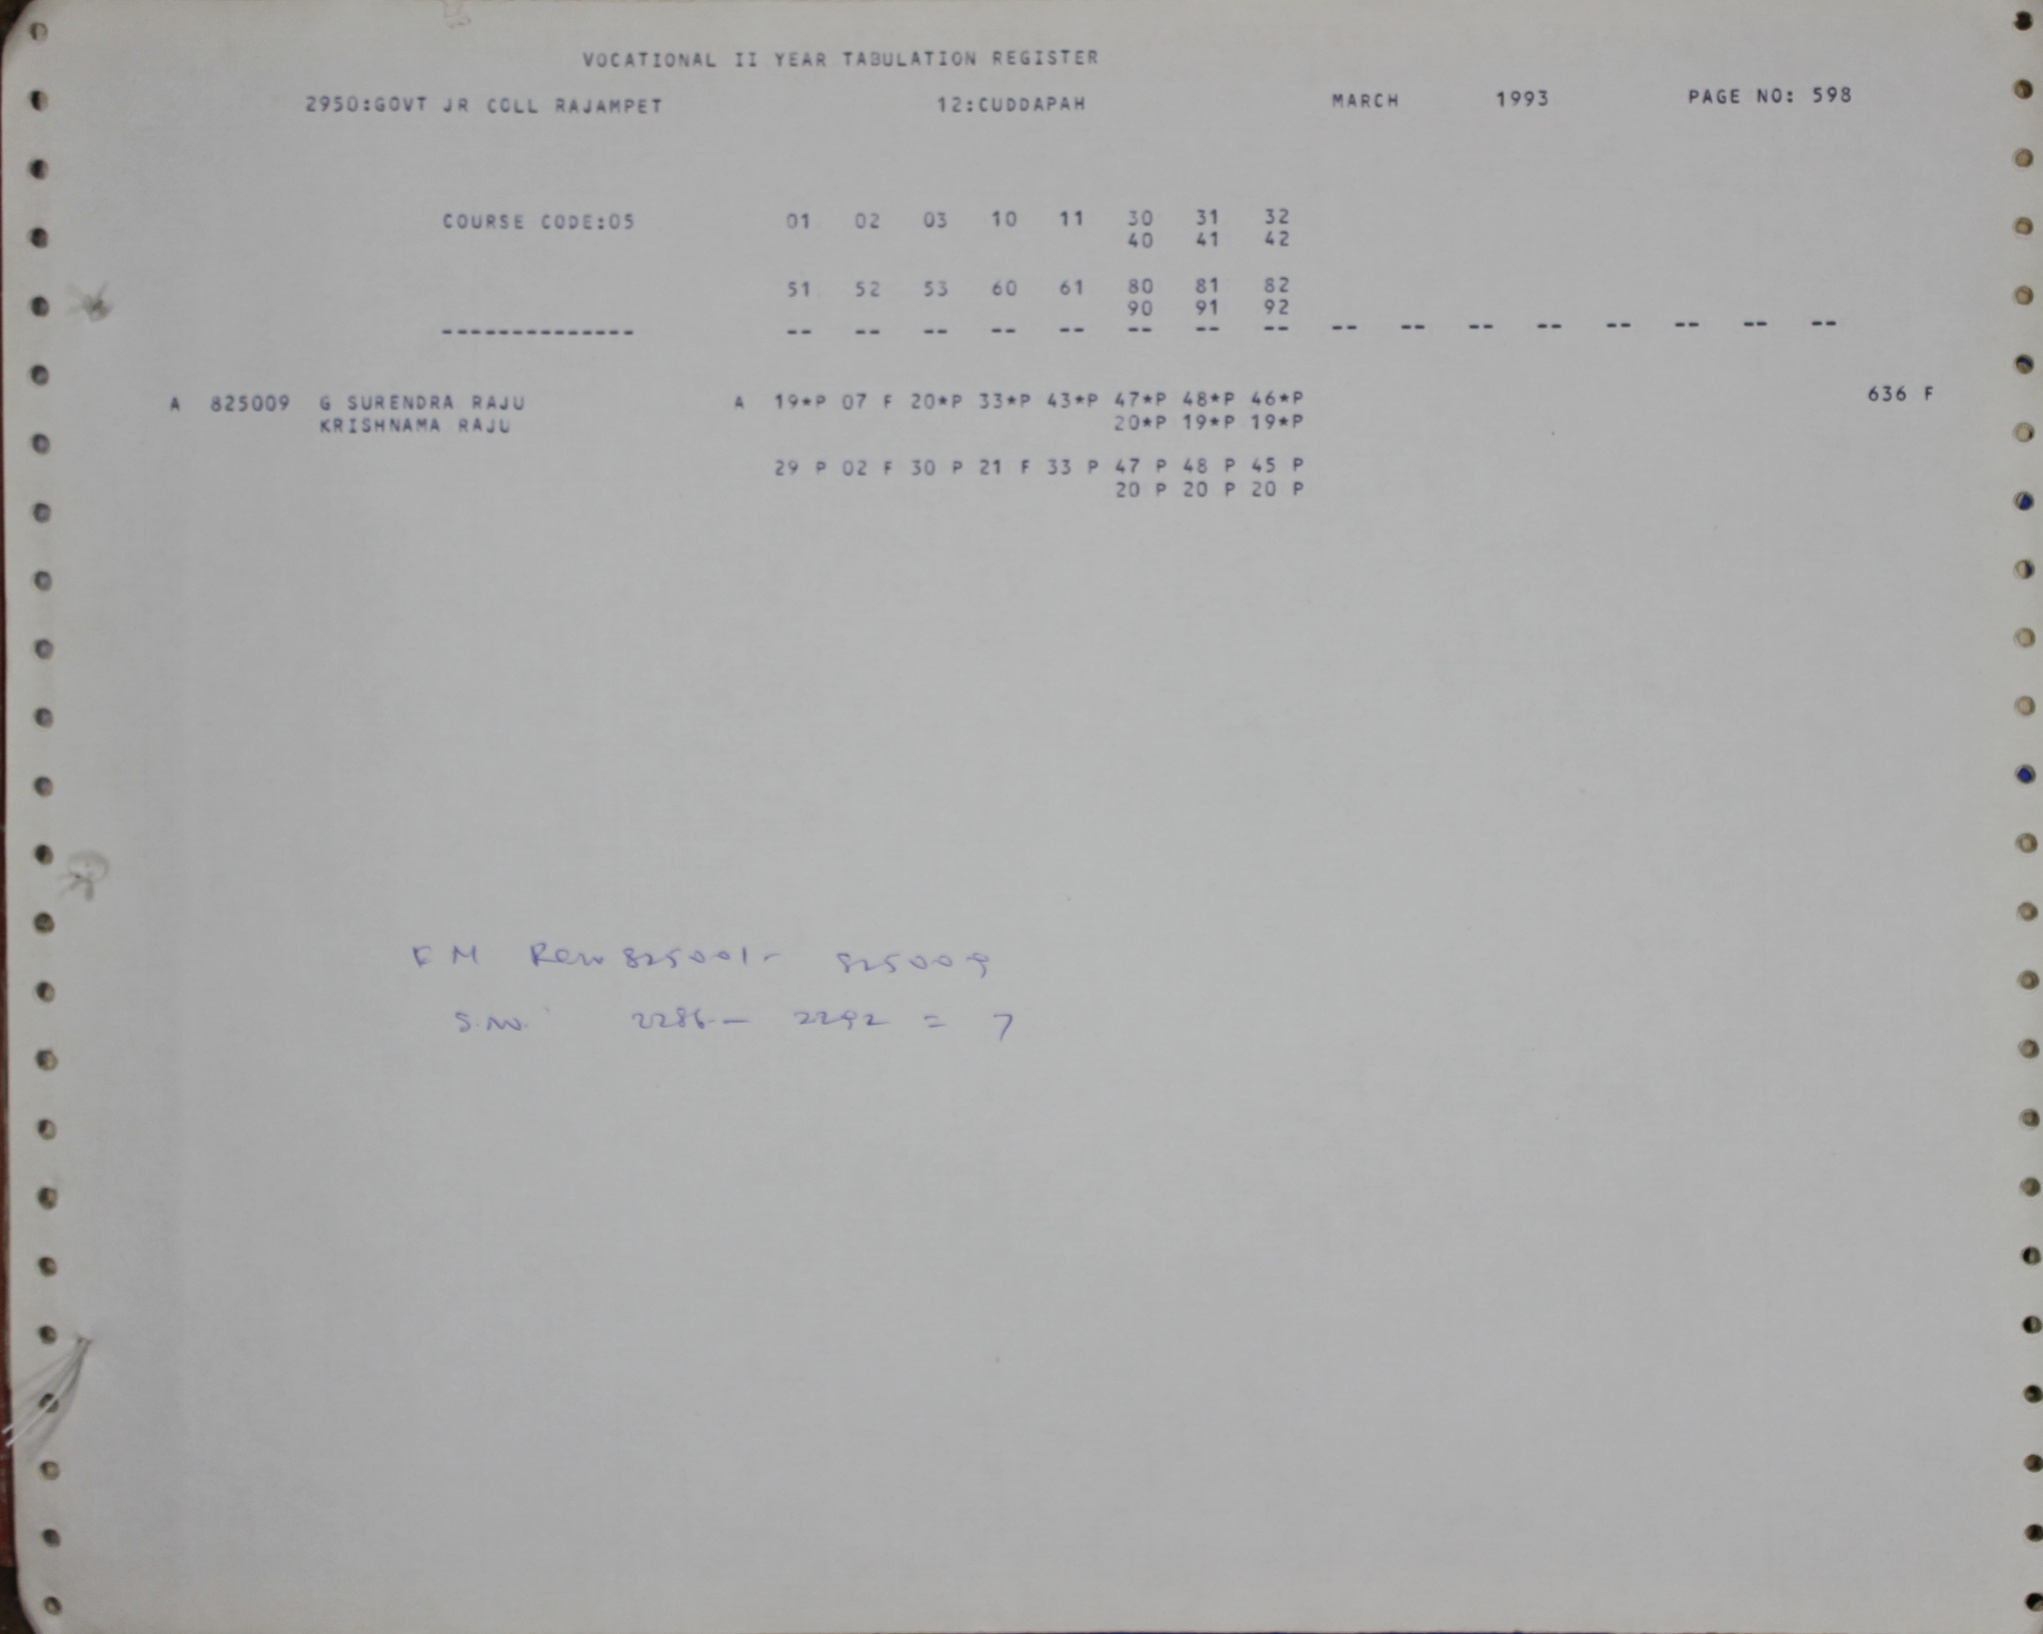 VOCATIONAL II YEAR TABULATION REGISTER
2950:GOVT JR COLL RAJAMPET 12:CUDDAPAH MARCH 1993 PAGE NO: 598
COURSE CODE:05 01 02 03 10 11 30 31 32
40 41 42
51 52 53 60 61 80 81 82
90 91 92
-------------- -- -- -- -- -- -- -- -- -- -- -- -- -- -- -- --
A 825009 G SURENDRA RAJU A 19*P 07 F 20*P 33*P 43*P 47*P 48*P 46*P 636 F
KRISHNAMA RAJU 20*P 19*P 19*P
29 P 02 F 30 P 21 F 33 P 47 P 48 P 45 P
20 P 20 P 20 P
825001- 825009
S.No. 2286- 2292 = 7